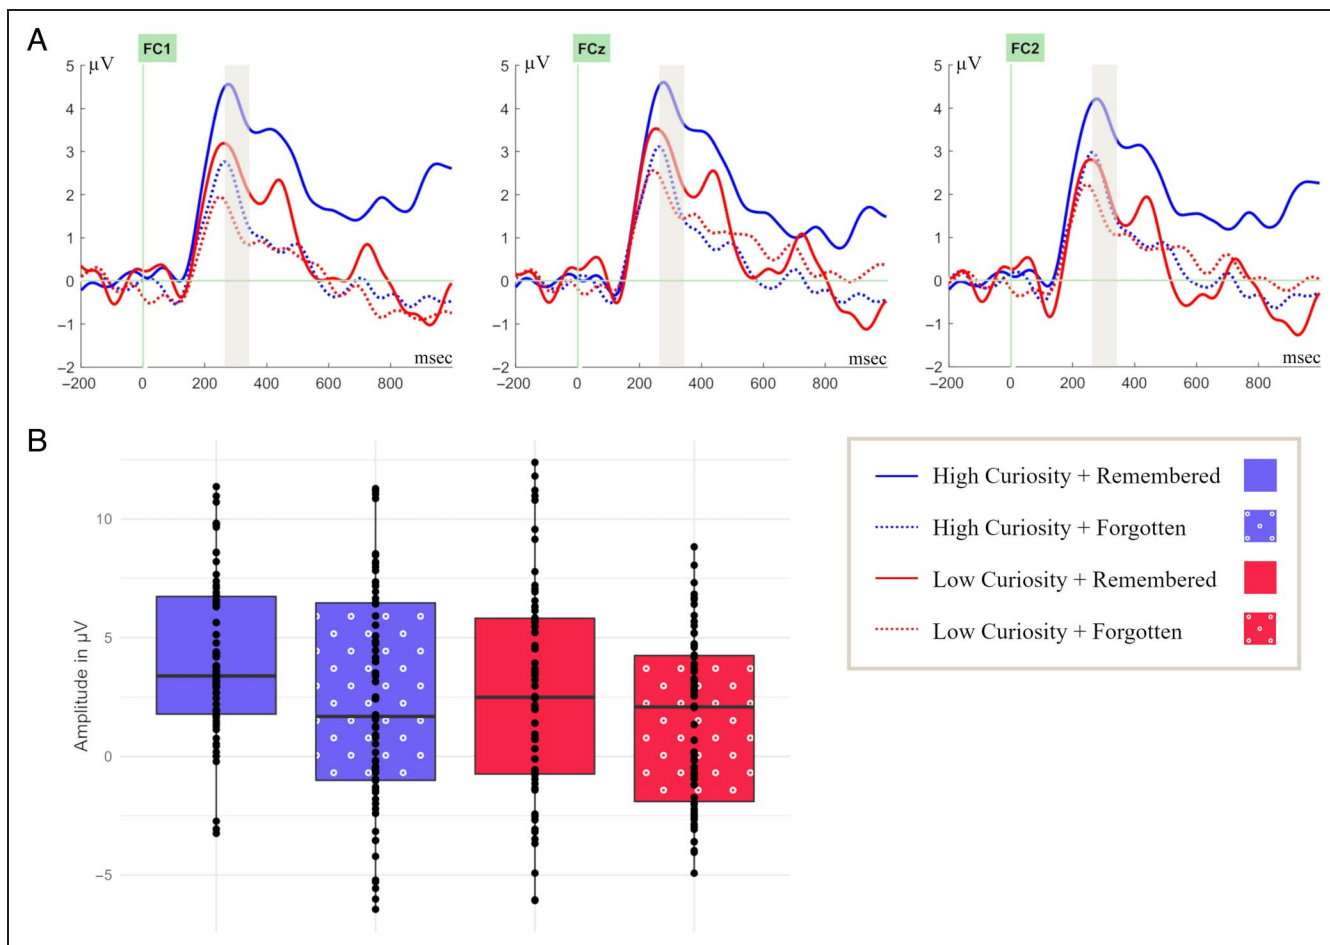 A
FC1
FCz
FC2
5 µV
4
3
2
1
0
−1
−2
msec
−200 0 200 400 600 800
5 µV
4
3
2
1
0
−1
−2
msec
−200 0 200 400 600 800
5 µV
4
3
2
1
0
−1
−2
msec
−200 0 200 400 600 800
B
Amplitude in µV
10
5
0
−5
High Curiosity + Remembered
High Curiosity + Forgotten
Low Curiosity + Remembered
Low Curiosity + Forgotten